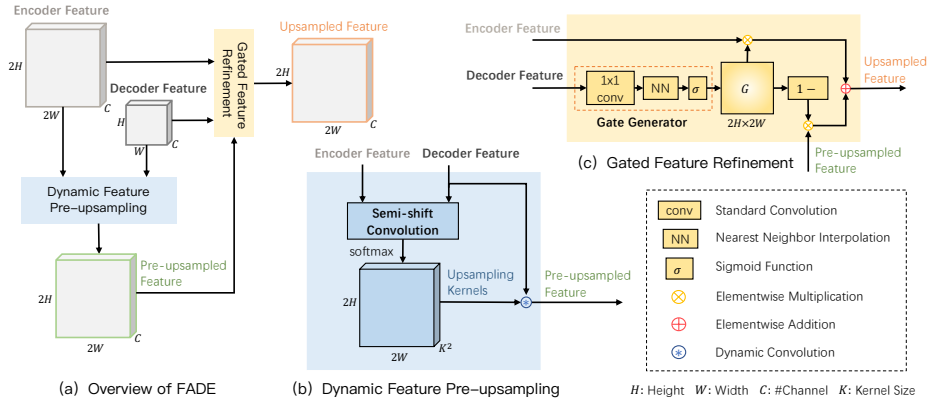 Encoder Feature
2H
2W
C
Decoder Feature
H
W
C
Gated Feature
Refinement
Upsampled Feature
2H
2W
C
Dynamic Feature
Pre-upsampling
2H
2W
C
Pre-upsampled
Feature
(a) Overview of FADE
Encoder Feature
Decoder Feature
Semi-shift
Convolution
softmax
2H
2W
K²
Upsampling
Kernels
Pre-upsampled
Feature
(b) Dynamic Feature Pre-upsampling
Encoder Feature
Decoder Feature
1x1
conv
NN
σ
Gate Generator
G
2H×2W
1 −
Upsampled
Feature
Pre-upsampled
Feature
(c) Gated Feature Refinement
conv Standard Convolution
NN Nearest Neighbor Interpolation
σ Sigmoid Function
Elementwise Multiplication
Elementwise Addition
Dynamic Convolution
H: Height W: Width C: #Channel K: Kernel Size